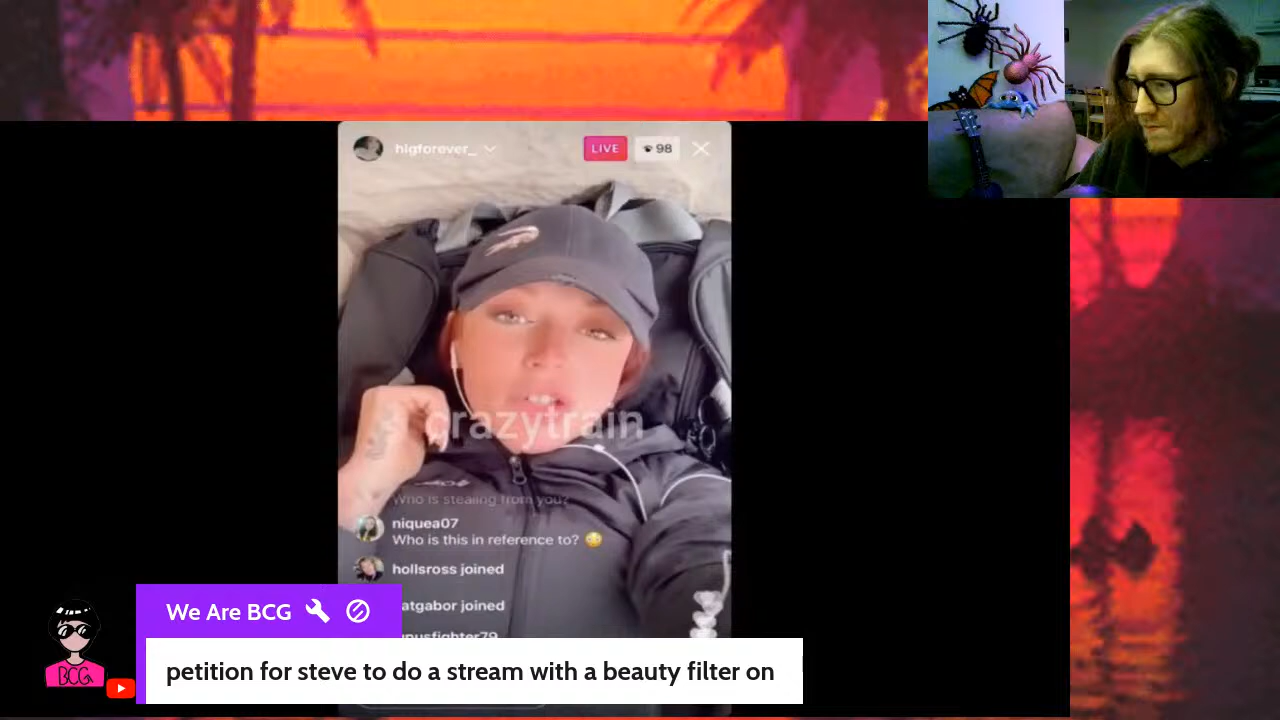 higforever_
LIVE
98
crazytrain
Who is stealing from you?
niquea07
Who is this in reference to? 😳
hollsross joined
atgabor joined
pusfighter79
We Are BCG
petition for steve to do a stream with a beauty filter on
BCG